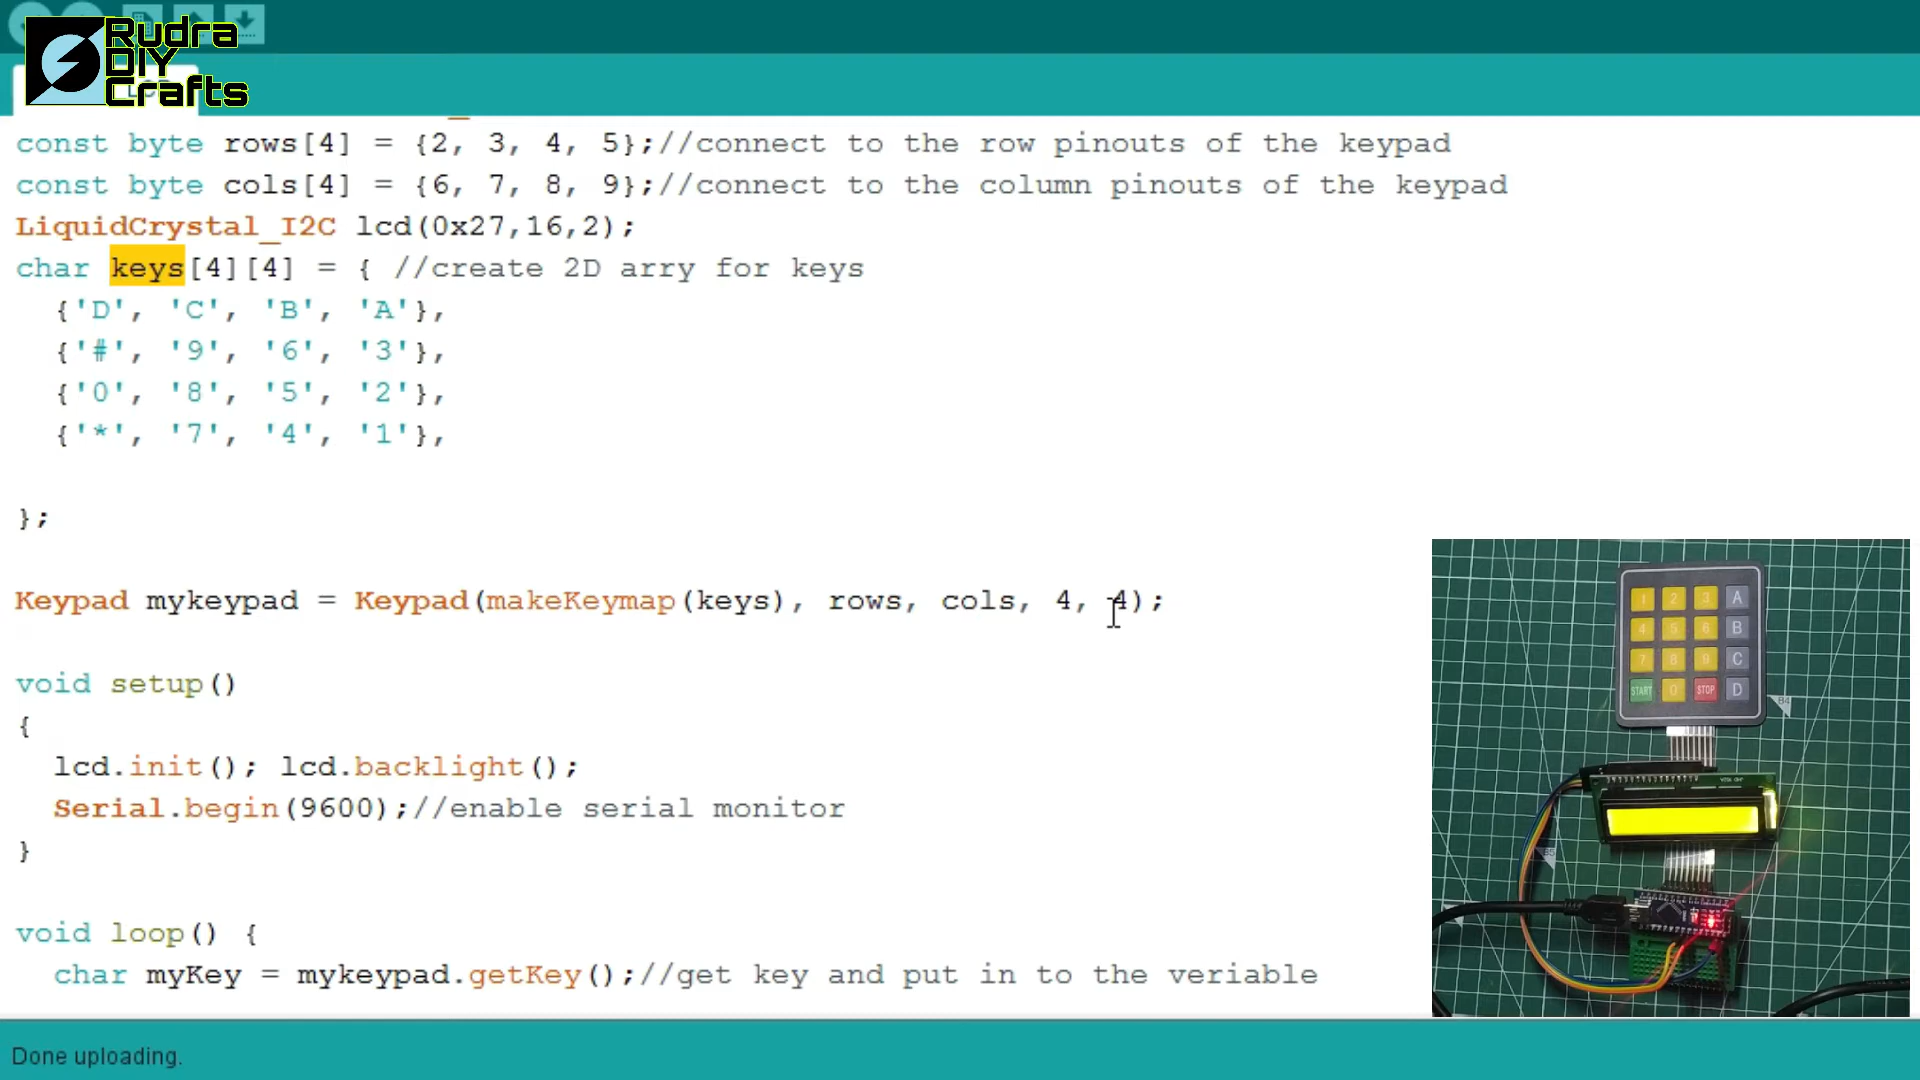 Rudra
DIY
Crafts
const byte rows[4] = {2, 3, 4, 5};//connect to the row pinouts of the keypad
const byte cols[4] = {6, 7, 8, 9};//connect to the column pinouts of the keypad
LiquidCrystal_I2C lcd(0x27,16,2);
char keys[4][4] = { //create 2D arry for keys
{'D', 'C', 'B', 'A'},
{'#', '9', '6', '3'},
{'0', '8', '5', '2'},
{'*', '7', '4', '1'},
};
Keypad mykeypad = Keypad(makeKeymap(keys), rows, cols, 4, 4);
void setup()
{
lcd.init(); lcd.backlight();
Serial.begin(9600);//enable serial monitor
}
void loop() {
char myKey = mykeypad.getKey();//get key and put in to the veriable
1 2 3 A
4 5 6 B
7 8 9 C
START 0 STOP D
B4
Done uploading.